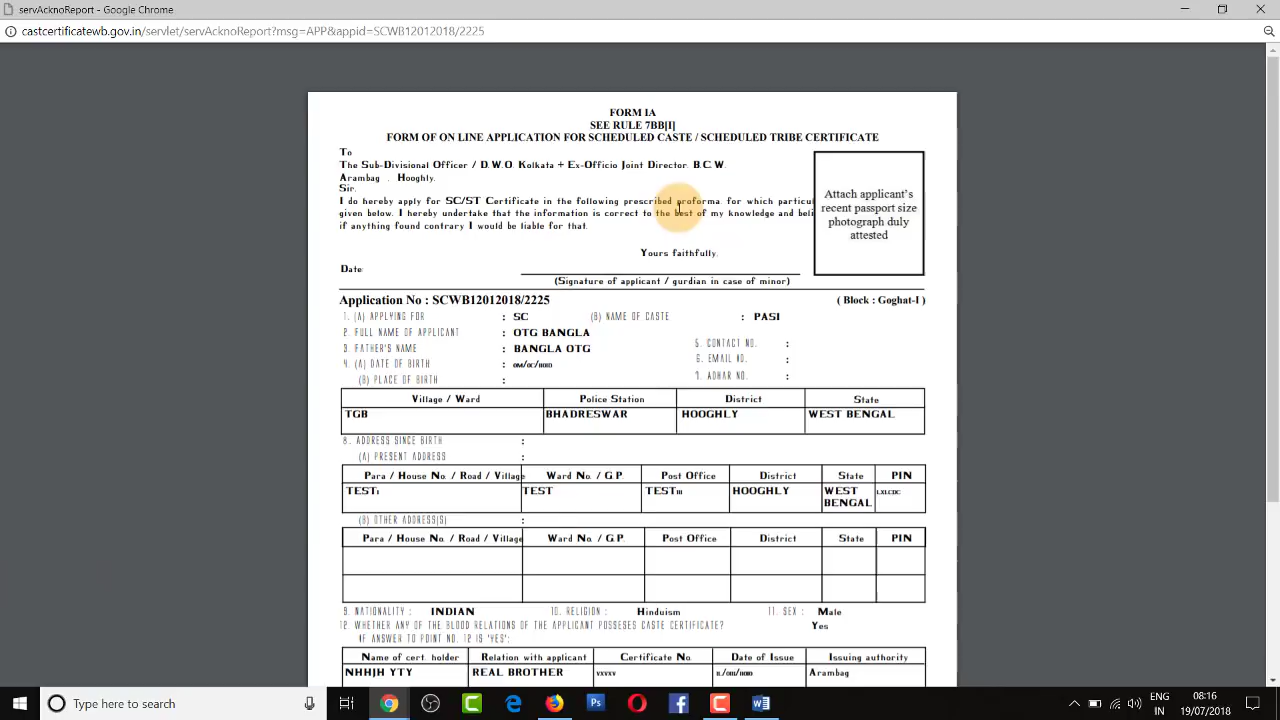 servAcknoReport - Google Chrome
castcertificatewb.gov.in/servlet/servAcknoReport?msg=APP&appid=SCWB12012018/2225
FORM IA
SEE RULE 7BB[I]
FORM OF ON LINE APPLICATION FOR SCHEDULED CASTE / SCHEDULED TRIBE CERTIFICATE
To
The Sub-Divisional Officer / D.W.O. Kolkata + Ex-Officio Joint Director, B.C.W.
Arambag , Hooghly.
Sir,
I do hereby apply for SC/ST Certificate in the following prescribed proforma, for which particul
given below. I hereby undertake that the information is correct to the best of my knowledge and beli
if anything found contrary I would be liable for that.
Attach applicant's
recent passport size
photograph duly
attested
Yours faithfully,
Date:
(Signature of applicant / gurdian in case of minor)
Application No : SCWB12012018/2225 ( Block : Goghat-I )
1. (A) APPLYING FOR : SC (B) NAME OF CASTE : PASI
2. FULL NAME OF APPLICANT : OTG BANGLA
3. FATHER'S NAME : BANGLA OTG
5. CONTACT NO. :
4. (A) DATE OF BIRTH :
6. EMAIL ID. :
(B) PLACE OF BIRTH :
7. ADHAR NO. :
Village / Ward Police Station District State
TGB BHADRESWAR HOOGHLY WEST BENGAL
8. ADDRESS SINCE BIRTH :
(A) PRESENT ADDRESS :
Para / House No. / Road / Village Ward No. / G.P. Post Office District State PIN
TEST1 TEST TEST HOOGHLY WEST BENGAL
(B) OTHER ADDRESS(S) :
Para / House No. / Road / Village Ward No. / G.P. Post Office District State PIN
9. NATIONALITY : INDIAN 10. RELIGION : Hinduism 11. SEX : Male
12. WHETHER ANY OF THE BLOOD RELATIONS OF THE APPLICANT POSSESES CASTE CERTIFICATE? Yes
IF ANSWER TO POINT NO. 12 IS 'YES':
Name of cert. holder Relation with applicant Certificate No. Date of Issue Issuing authority
NHHJH YTY REAL BROTHER Arambag
Type here to search
ENG
IN
08:16
19/07/2018